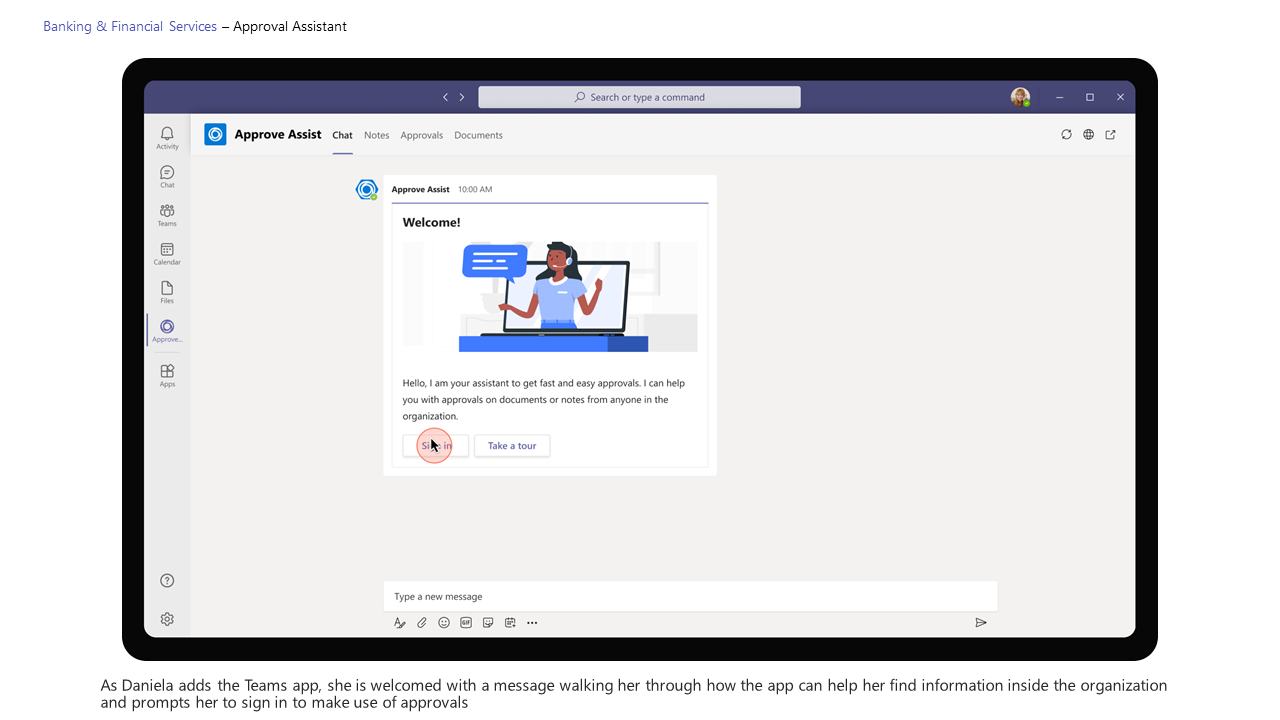 Banking & Financial Services – Approval Assistant
Search or type a command
Approve Assist Chat Notes Approvals Documents
Activity
Chat
Teams
Calendar
Files
Approve...
Apps
Approve Assist 10:00 AM
Welcome!
Hello, I am your assistant to get fast and easy approvals. I can help
you with approvals on documents or notes from anyone in the
organization.
Sign in Take a tour
Type a new message
GIF
As Daniela adds the Teams app, she is welcomed with a message walking her through how the app can help her find information inside the organization
and prompts her to sign in to make use of approvals